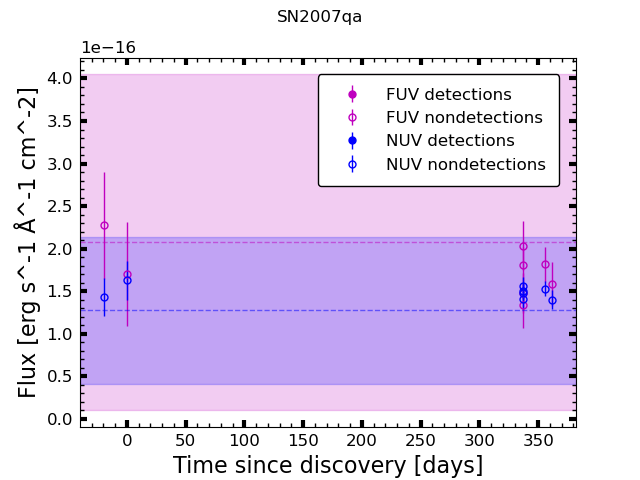 SN2007qa
1e−16
4.0
3.5
3.0
2.5
2.0
1.5
1.0
0.5
0.0
Flux [erg s^-1 Å^-1 cm^-2]
FUV detections
FUV nondetections
NUV detections
NUV nondetections
0 50 100 150 200 250 300 350
Time since discovery [days]